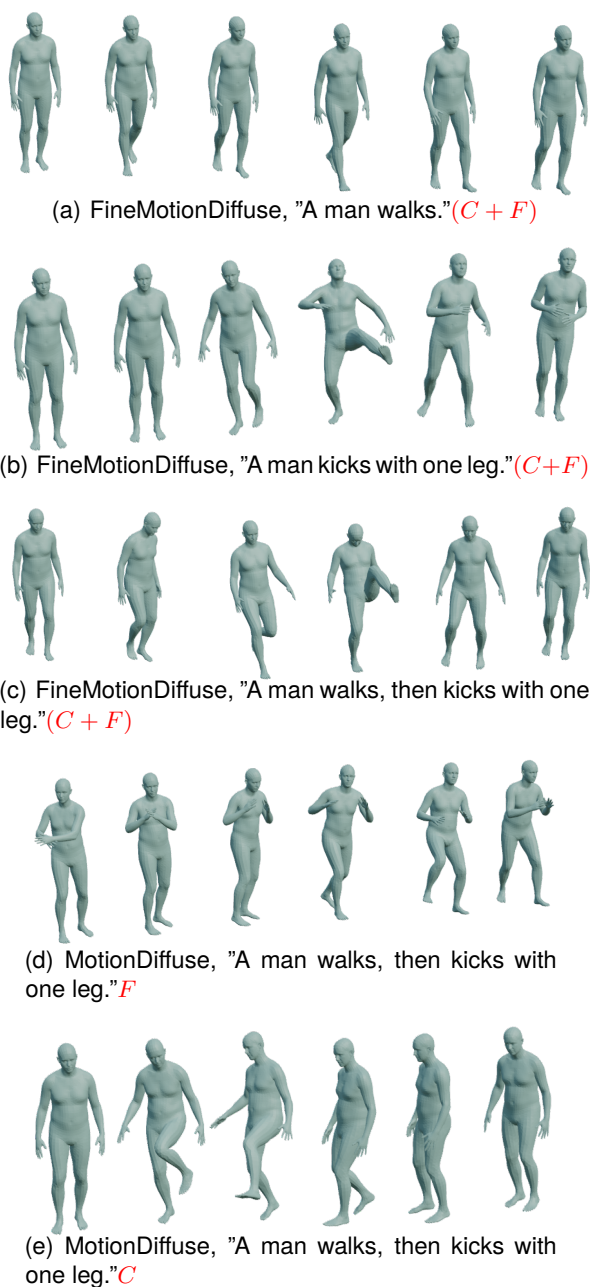 (a) FineMotionDiffuse, ”A man walks.”(C + F)
(b) FineMotionDiffuse, ”A man kicks with one leg.”(C+F)
(c) FineMotionDiffuse, ”A man walks, then kicks with one
leg.”(C + F)
(d) MotionDiffuse, ”A man walks, then kicks with
one leg.”F
(e) MotionDiffuse, ”A man walks, then kicks with
one leg.”C